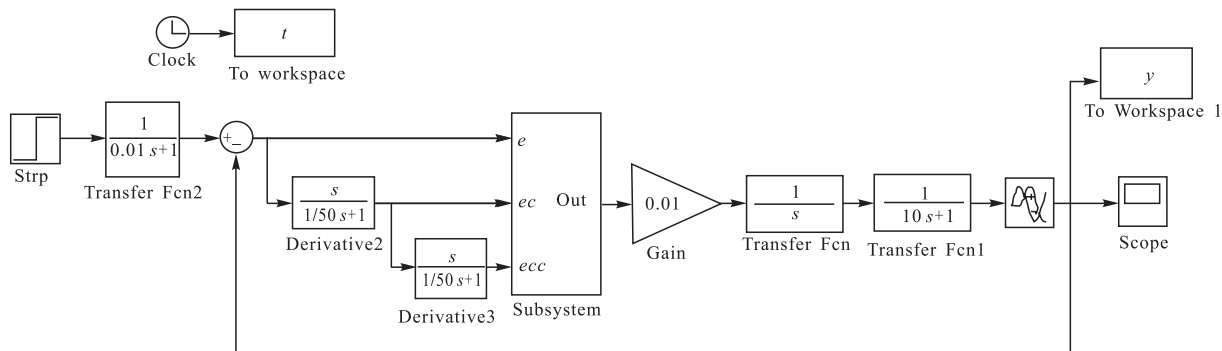 t
Clock
To workspace
y
To Workspace 1
1
0.01 s+1
Strp
Transfer Fcn2
+
−
e
ec
ecc
Out
Subsystem
s
1/50 s+1
Derivative2
s
1/50 s+1
Derivative3
0.01
Gain
1
s
Transfer Fcn
1
10 s+1
Transfer Fcn1
Scope